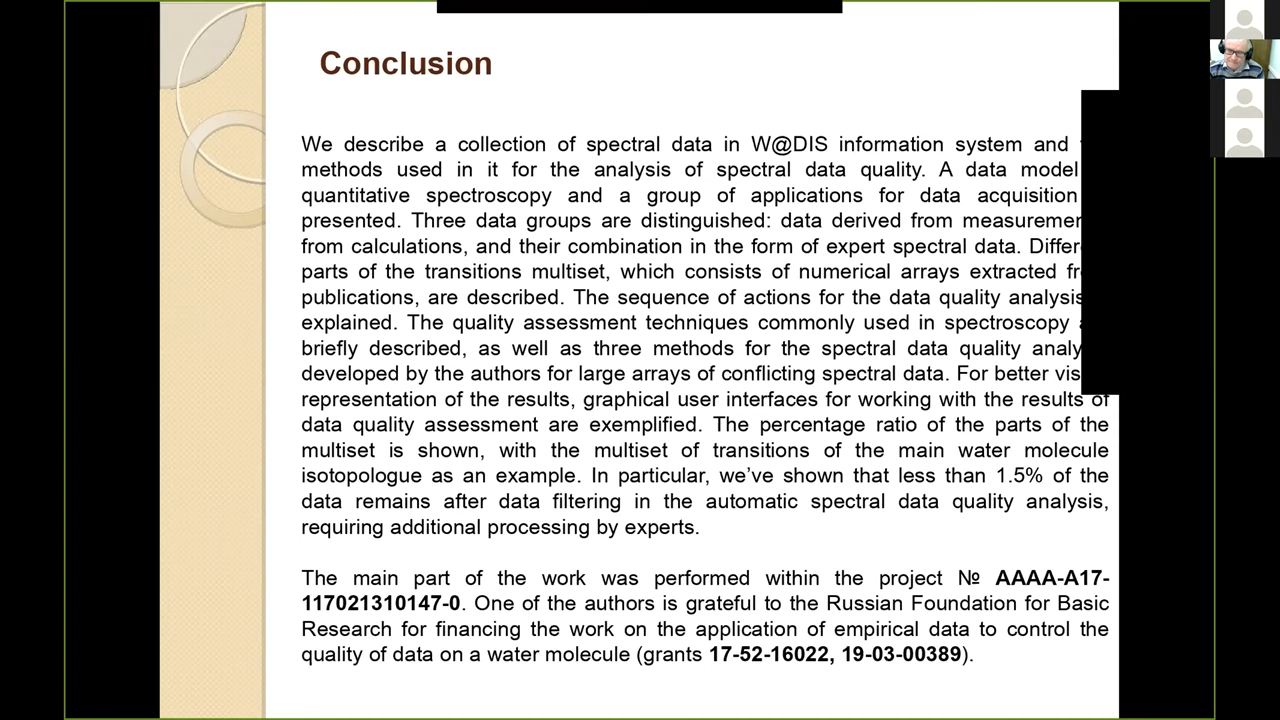 Conclusion
We describe a collection of spectral data in W@DIS information system and
methods used in it for the analysis of spectral data quality. A data model
quantitative spectroscopy and a group of applications for data acquisition
presented. Three data groups are distinguished: data derived from
from calculations, and their combination in the form of expert spectral data.
parts of the transitions multiset, which consists of numerical arrays extracted
publications, are described. The sequence of actions for the data quality analysis
explained. The quality assessment techniques commonly used in spectroscopy
briefly described, as well as three methods for the spectral data quality
developed by the authors for large arrays of conflicting spectral data. For better
representation of the results, graphical user interfaces for working with the results of
data quality assessment are exemplified. The percentage ratio of the parts of the
multiset is shown, with the multiset of transitions of the main water molecule
isotopologue as an example. In particular, we’ve shown that less than 1.5% of the
data remains after data filtering in the automatic spectral data quality analysis,
requiring additional processing by experts.
The main part of the work was performed within the project № AAAA-A17-
117021310147-0. One of the authors is grateful to the Russian Foundation for Basic
Research for financing the work on the application of empirical data to control the
quality of data on a water molecule (grants 17-52-16022, 19-03-00389).